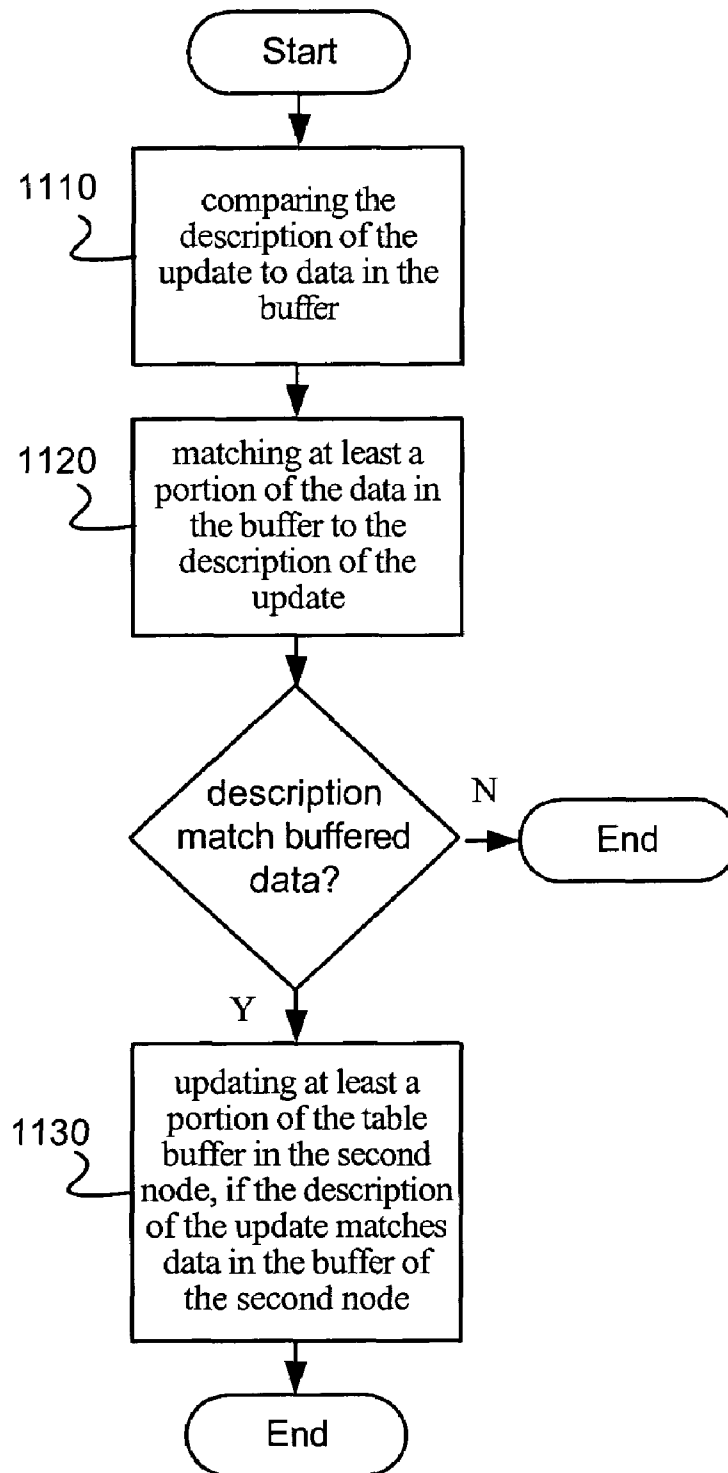 Start
1110
comparing the
description of the
update to data in the
buffer
1120
matching at least a
portion of the data in
the buffer to the
description of the
update
description
match buffered
data?
N
End
Y
1130
updating at least a
portion of the table
buffer in the second
node, if the description
of the update matches
data in the buffer of
the second node
End